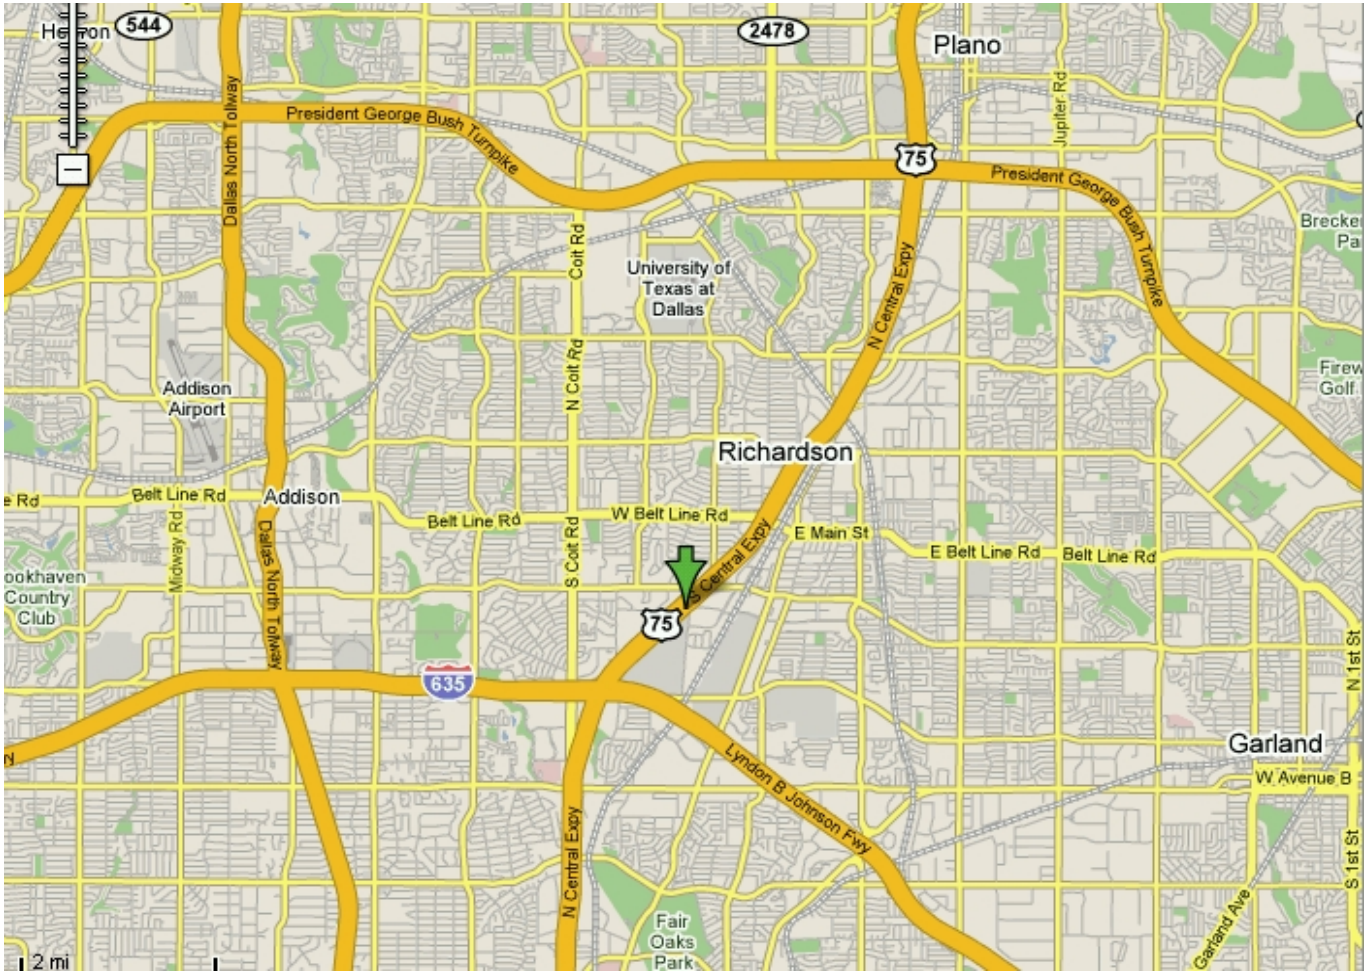 544
2478
Plano
Dallas North Tollway
President George Bush Turnpike
Jupiter Rd
75
President George Bush Turnpike
Coit Rd
University of
Texas at
Dallas
N Central Expy
N Coit Rd
Addison
Airport
Richardson
Belt Line Rd
Addison
Belt Line Rd
W Belt Line Rd
E Main St
E Belt Line Rd
Belt Line Rd
Midway Rd
Dallas North Tollway
S Coit Rd
S Central Expy
Country
Club
75
635
N 1st St
Lyndon B Johnson Fwy
Garland
W Avenue B
N Central Expy
S 1st St
Garland Ave
Fair
Oaks
Park
Golf
2 mi